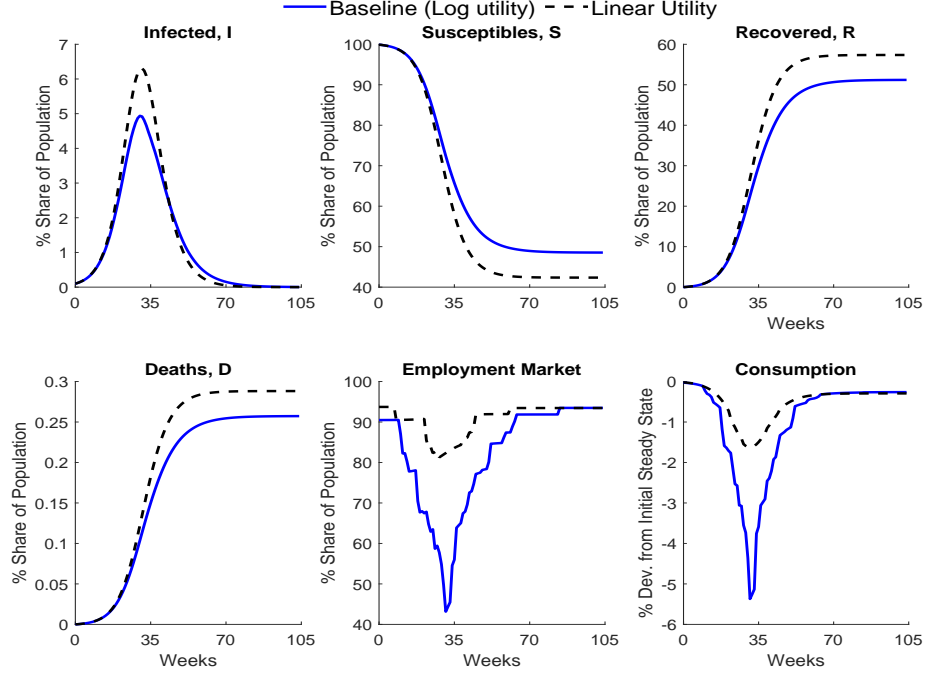 Baseline (Log utility) Linear Utility
Infected, I Susceptibles, S Recovered, R
% Share of Population
7
6
5
4
3
2
1
0
0 35 70 105
% Share of Population
100
90
80
70
60
50
40
0 35 70 105
Weeks
% Share of Population
60
50
40
30
20
10
0
0 35 70 105
Weeks
Deaths, D Employment Market Consumption
% Share of Population
0.3
0.25
0.2
0.15
0.1
0.05
0
0 35 70 105
Weeks
% Share of Population
100
90
80
70
60
50
40
0 35 70 105
Weeks
% Dev. from Initial Steady State
0
-1
-2
-3
-4
-5
-6
0 35 70 105
Weeks